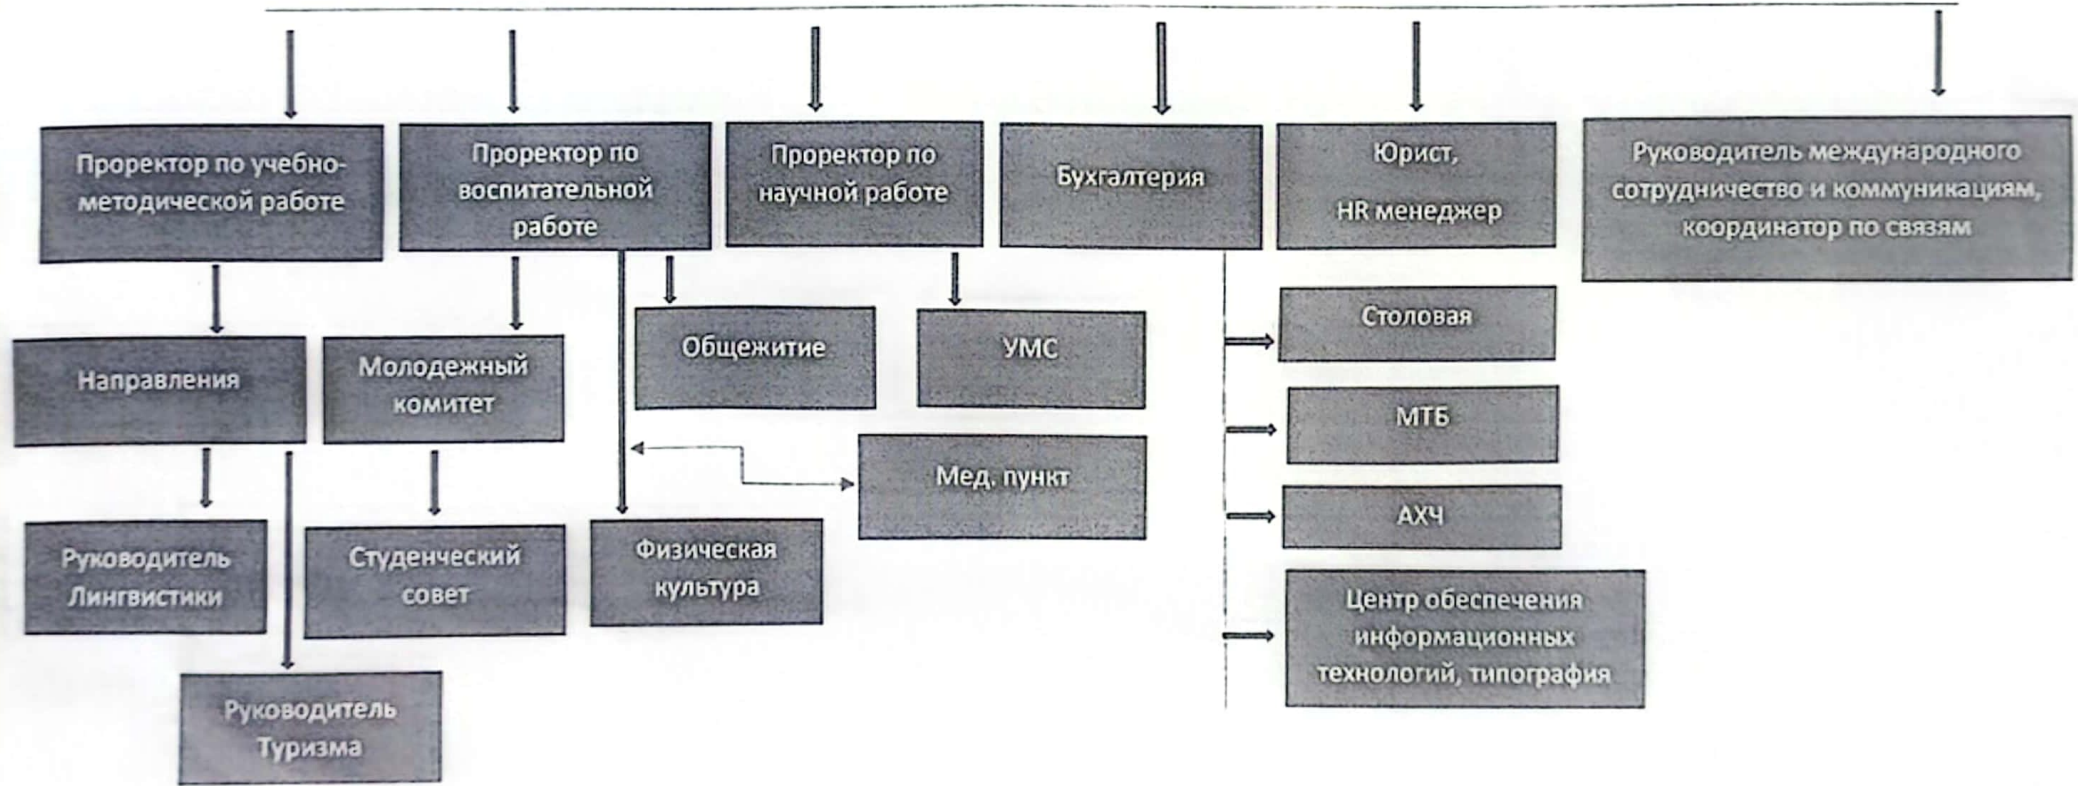 Проректор по учебно-
методической работе
Проректор по
воспитательной
работе
Проректор по
научной работе
Бухгалтерия
Юрист,
HR менеджер
Руководитель международного
сотрудничество и коммуникациям,
координатор по связям
Направления
Молодежный
комитет
Общежитие
УМС
Столовая
МТБ
Мед. пункт
АХЧ
Руководитель
Лингвистики
Студенческий
совет
Физическая
культура
Центр обеспечения
информационных
технологий, типография
Руководитель
Туризма